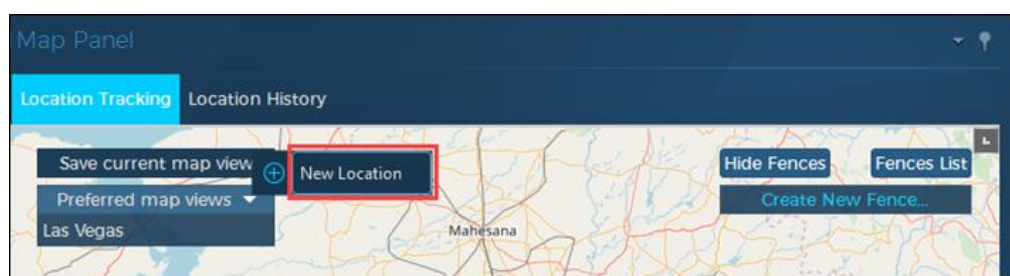 Map Panel
Location Tracking Location History
Save current map view
New Location
Hide Fences Fences List
Preferred map views
Create New Fence...
Las Vegas
Mahesana